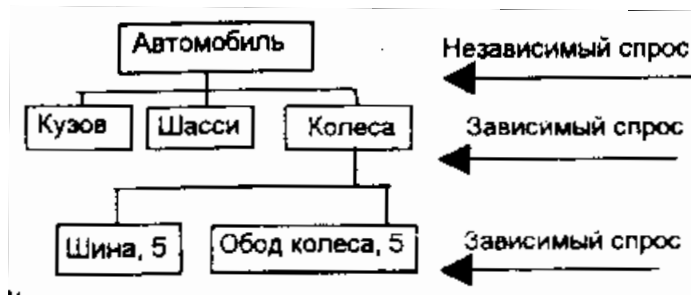 Автомобиль
Независимый спрос
Кузов
Шасси
Колеса
Зависимый спрос
Шина, 5
Обод колеса, 5
Зависимый спрос